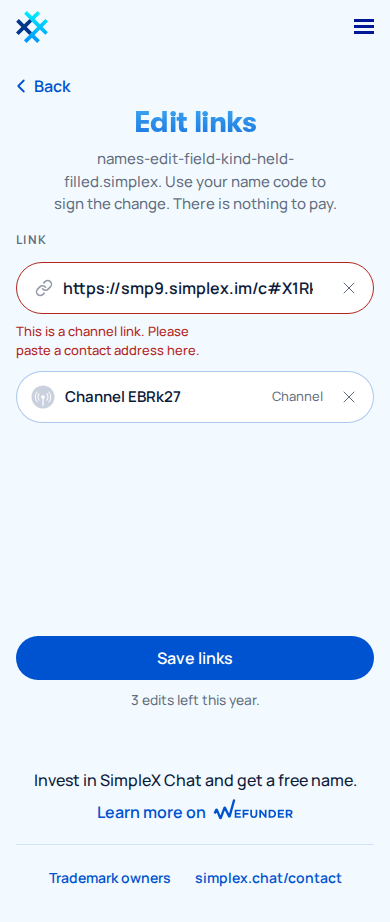 Back
Edit links
names-edit-field-kind-held-
filled.simplex. Use your name code to
sign the change. There is nothing to pay.
LINK
https://smp9.simplex.im/c#X1Rk
This is a channel link. Please
paste a contact address here.
Channel EBRk27 Channel
Save links
3 edits left this year.
Invest in SimpleX Chat and get a free name.
Learn more on WEFUNDER
Trademark owners simplex.chat/contact